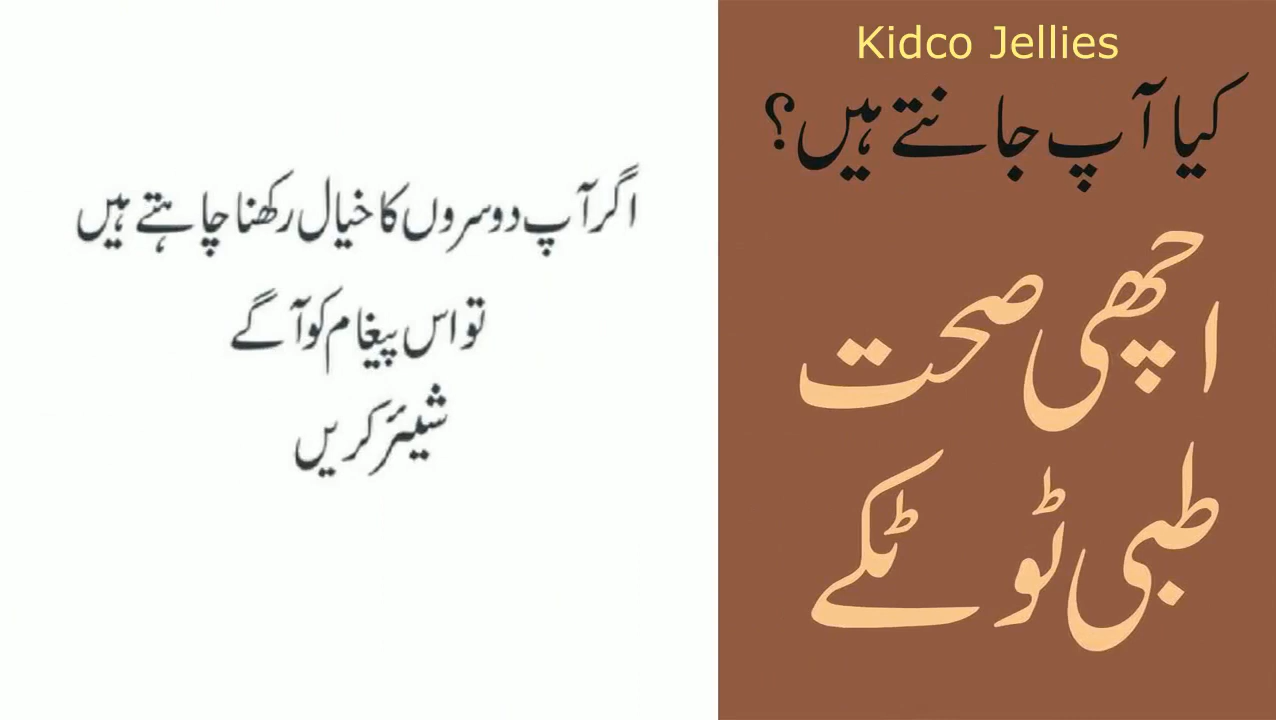 Kidco Jellies
کیا آپ جانتے ہیں؟
اچھی صحت
طبی ٹوٹکے
اگر آپ دوسروں کا خیال رکھنا چاہتے ہیں
تو اس پیغام کو آگے
شیئر کریں